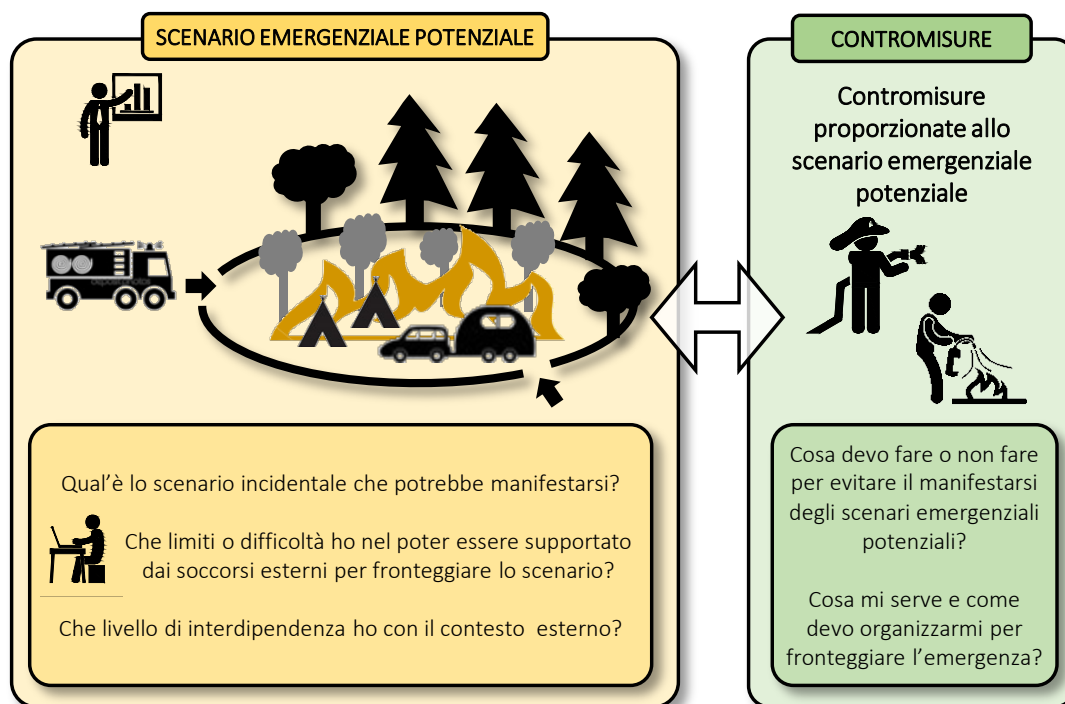 SCENARIO EMERGENZIALE POTENZIALE
Qual'è lo scenario incidentale che potrebbe manifestarsi?
Che limiti o difficoltà ho nel poter essere supportato
dai soccorsi esterni per fronteggiare lo scenario?
Che livello di interdipendenza ho con il contesto esterno?
CONTROMISURE
Contromisure
proporzionate allo
scenario emergenziale
potenziale
Cosa devo fare o non fare
per evitare il manifestarsi
degli scenari emergenziali
potenziali?
Cosa mi serve e come
devo organizzarmi per
fronteggiare l'emergenza?